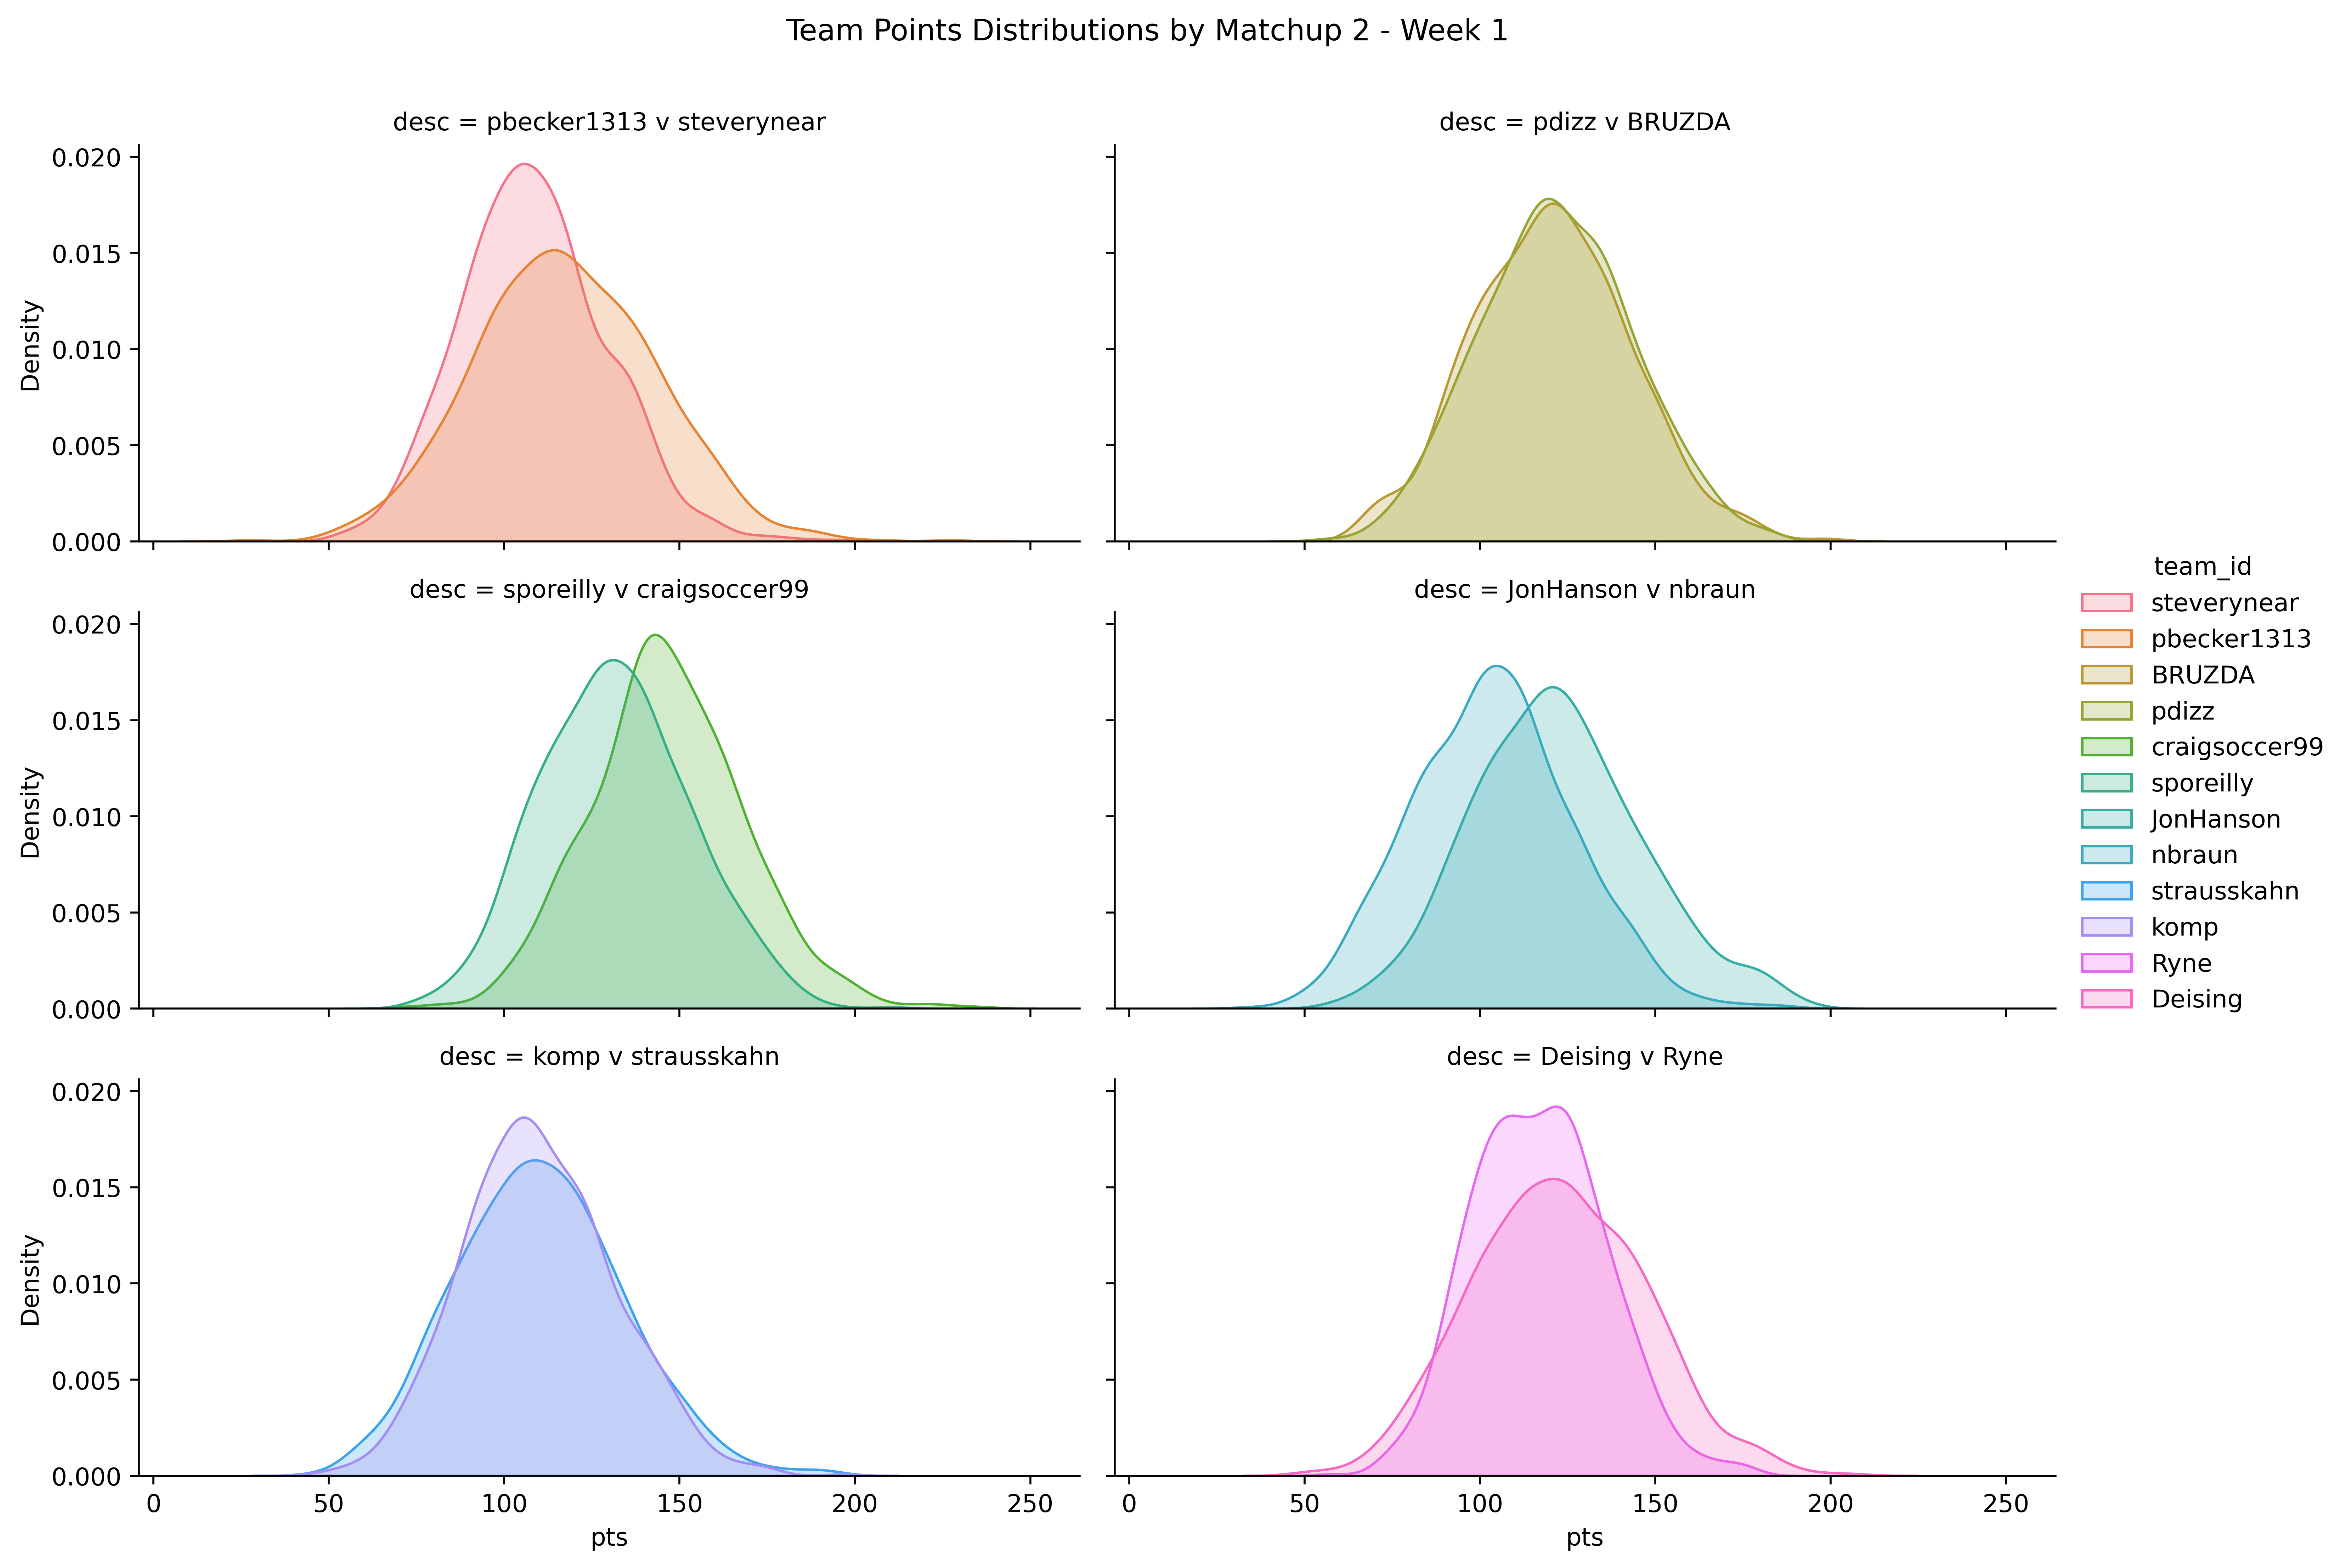 Team Points Distributions by Matchup 2 - Week 1
desc = pbecker1313 v steverynear
desc = pdizz v BRUZDA
0.020
0.015
0.010
0.005
0.000
Density
desc = sporeilly v craigsoccer99
desc = JonHanson v nbraun
0.020
0.015
0.010
0.005
0.000
Density
desc = komp v strausskahn
desc = Deising v Ryne
0.020
0.015
0.010
0.005
0.000
Density
0 50 100 150 200 250
pts
0 50 100 150 200 250
pts
team_id
steverynear
pbecker1313
BRUZDA
pdizz
craigsoccer99
sporeilly
JonHanson
nbraun
strausskahn
komp
Ryne
Deising